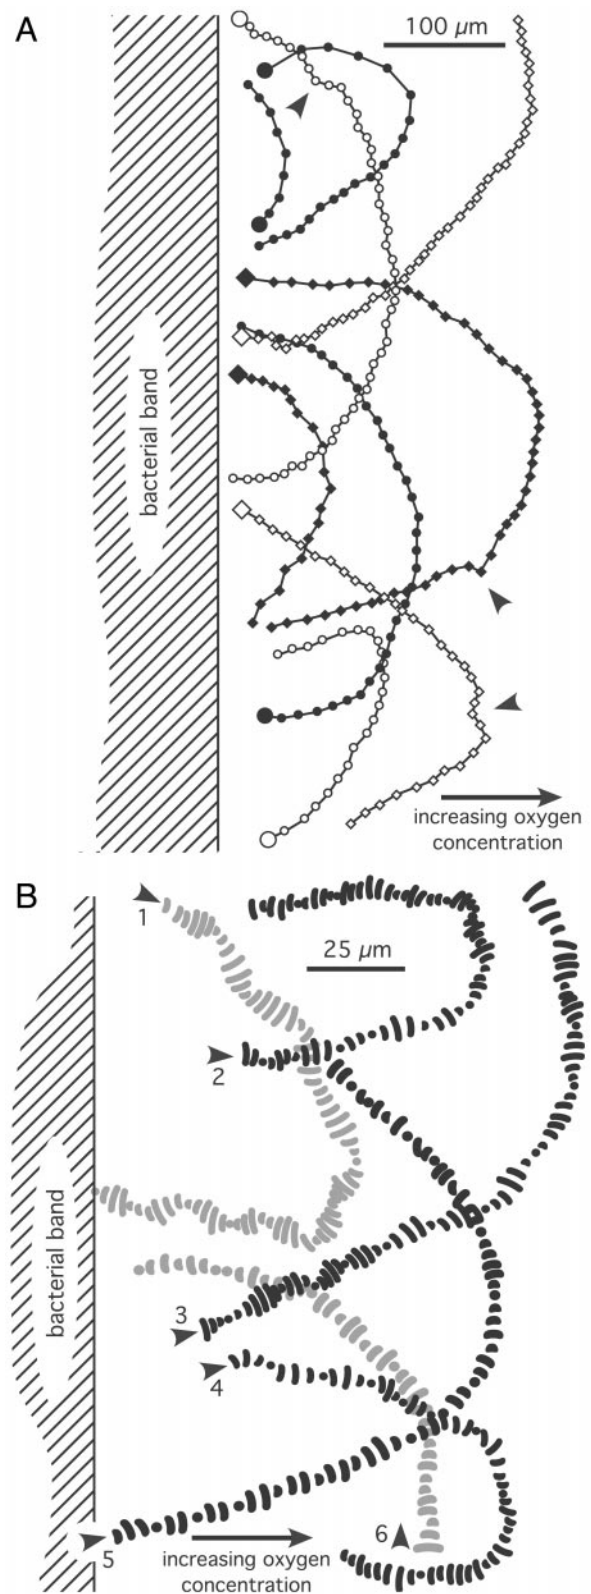 A
100 µm
bacterial band
increasing oxygen
concentration
B
1
25 µm
2
bacterial band
3
4
6
5
increasing oxygen
concentration